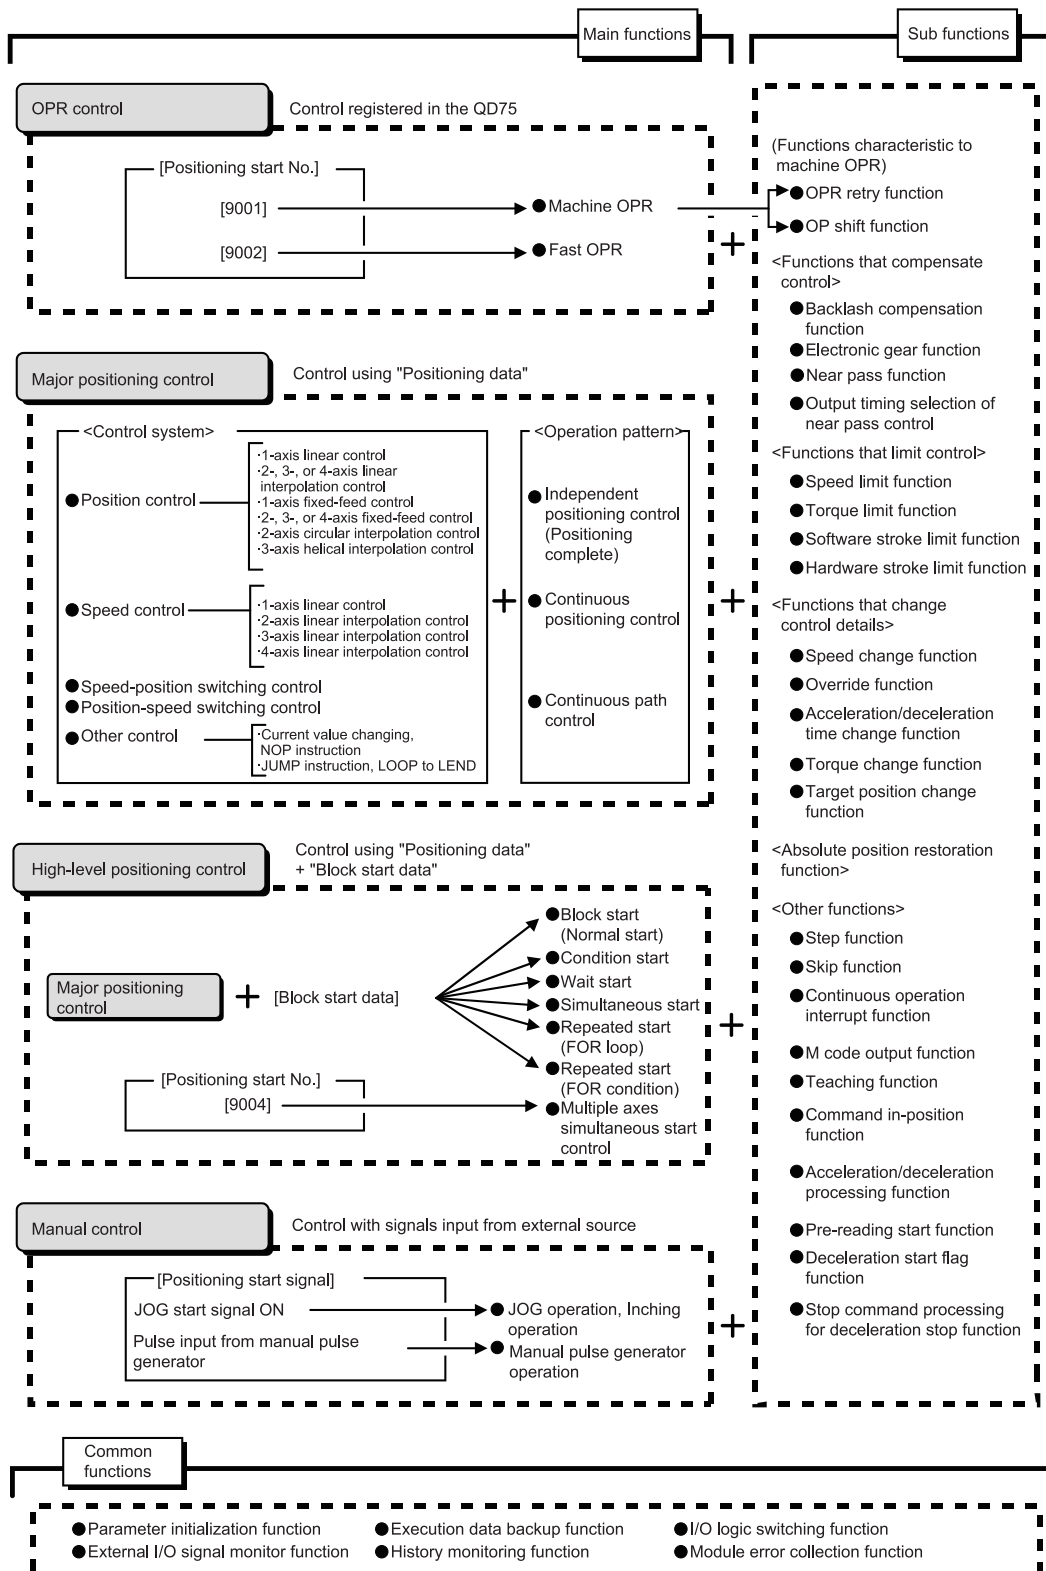 Main functions
Sub functions
OPR control
Control registered in the QD75
[Positioning start No.]
[9001]
●Machine OPR
[9002]
●Fast OPR
Major positioning control
Control using "Positioning data"
<Control system>
●Position control
·1-axis linear control
·2-, 3-, or 4-axis linear
interpolation control
·1-axis fixed-feed control
·2-, 3-, or 4-axis fixed-feed control
·2-axis circular interpolation control
·3-axis helical interpolation control
●Speed control
·1-axis linear control
·2-axis linear interpolation control
·3-axis linear interpolation control
·4-axis linear interpolation control
●Speed-position switching control
●Position-speed switching control
●Other control
·Current value changing,
NOP instruction
·JUMP instruction, LOOP to LEND
+
<Operation pattern>
●Independent
positioning control
(Positioning
complete)
●Continuous
positioning control
●Continuous path
control
High-level positioning control
Control using "Positioning data"
+ "Block start data"
Major positioning
control
+
[Block start data]
●Block start
(Normal start)
●Condition start
●Wait start
●Simultaneous start
●Repeated start
(FOR loop)
●Repeated start
(FOR condition)
[Positioning start No.]
[9004]
●Multiple axes
simultaneous start
control
Manual control
Control with signals input from external source
[Positioning start signal]
JOG start signal ON
●JOG operation, Inching
operation
Pulse input from manual pulse
generator
●Manual pulse generator
operation
+
+
+
+
(Functions characteristic to
machine OPR)
●OPR retry function
●OP shift function
<Functions that compensate
control>
●Backlash compensation
function
●Electronic gear function
●Near pass function
●Output timing selection of
near pass control
<Functions that limit control>
●Speed limit function
●Torque limit function
●Software stroke limit function
●Hardware stroke limit function
<Functions that change
control details>
●Speed change function
●Override function
●Acceleration/deceleration
time change function
●Torque change function
●Target position change
function
<Absolute position restoration
function>
<Other functions>
●Step function
●Skip function
●Continuous operation
interrupt function
●M code output function
●Teaching function
●Command in-position
function
●Acceleration/deceleration
processing function
●Pre-reading start function
●Deceleration start flag
function
●Stop command processing
for deceleration stop function
Common
functions
●Parameter initialization function
●Execution data backup function
●I/O logic switching function
●External I/O signal monitor function
●History monitoring function
●Module error collection function